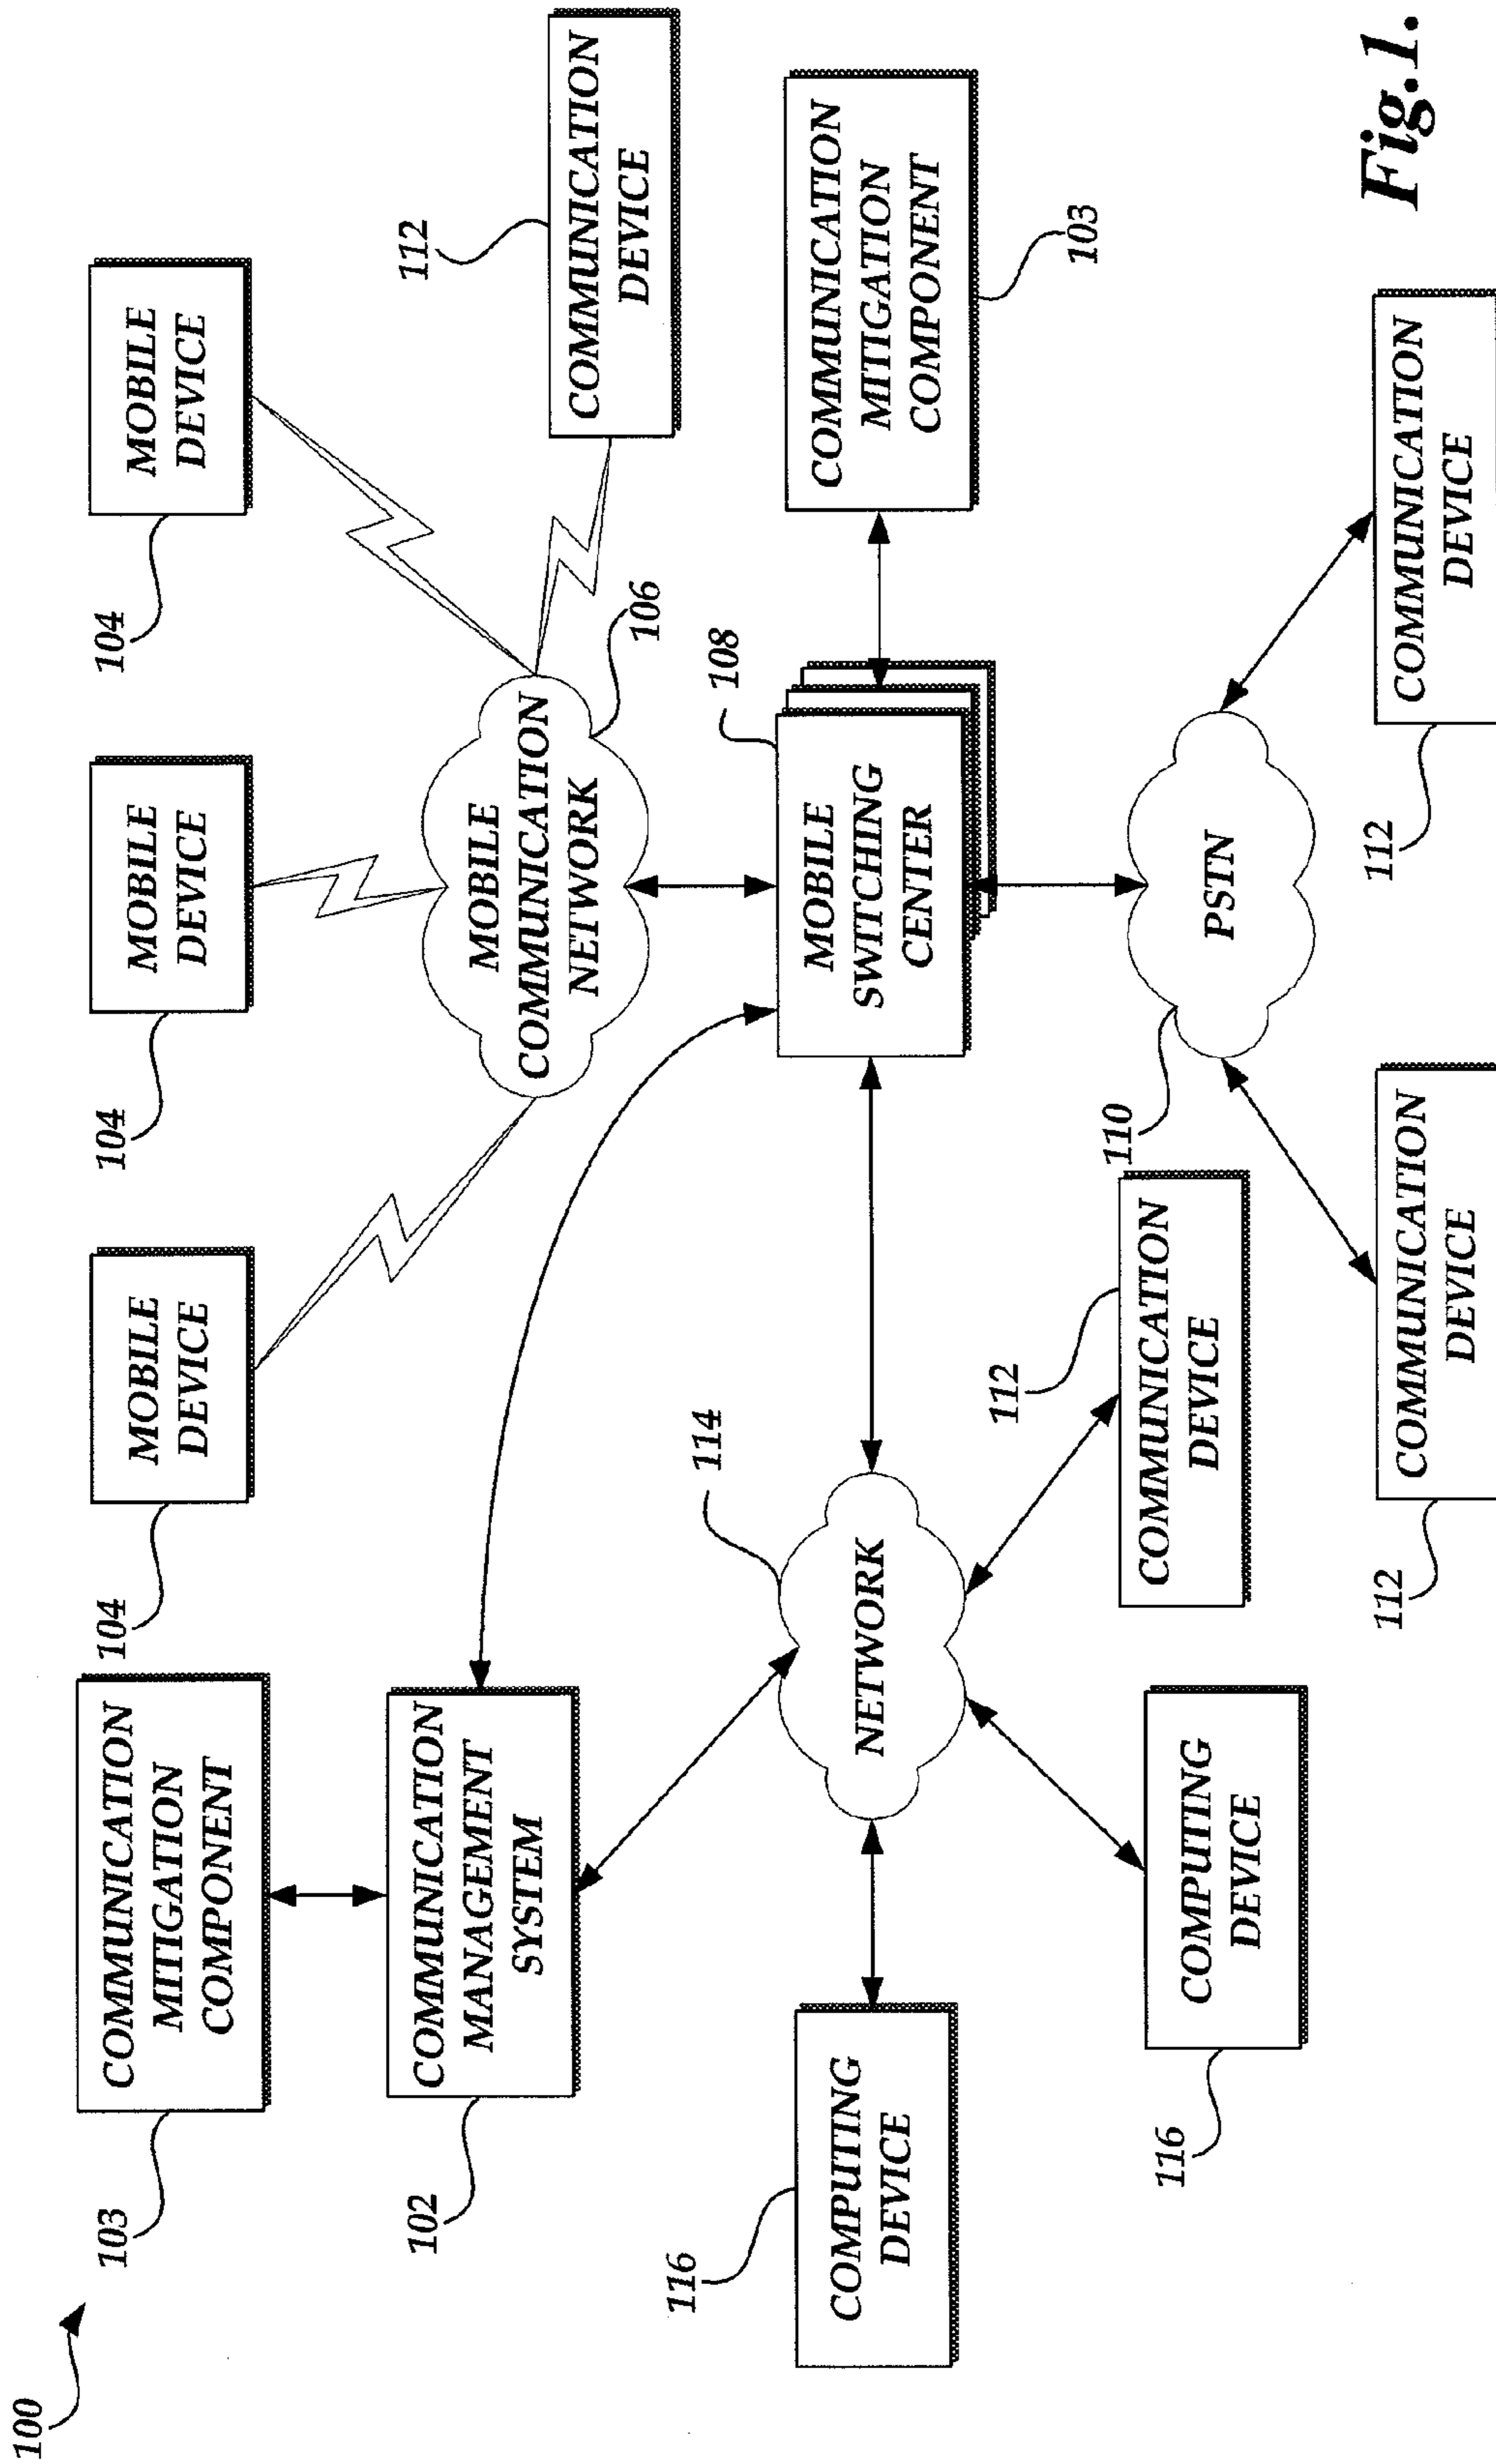 100
103
COMMUNICATION
MITIGATION
COMPONENT
104
MOBILE
DEVICE
104
MOBILE
DEVICE
104
MOBILE
DEVICE
102
COMMUNICATION
MANAGEMENT
SYSTEM
MOBILE
COMMUNICATION
NETWORK
106
112
COMMUNICATION
DEVICE
116
COMPUTING
DEVICE
114
NETWORK
108
MOBILE
SWITCHING
CENTER
COMMUNICATION
MITIGATION
COMPONENT
103
116
COMPUTING
DEVICE
112
COMMUNICATION
DEVICE
110
PSTN
112
COMMUNICATION
DEVICE
112
COMMUNICATION
DEVICE
Fig.1.